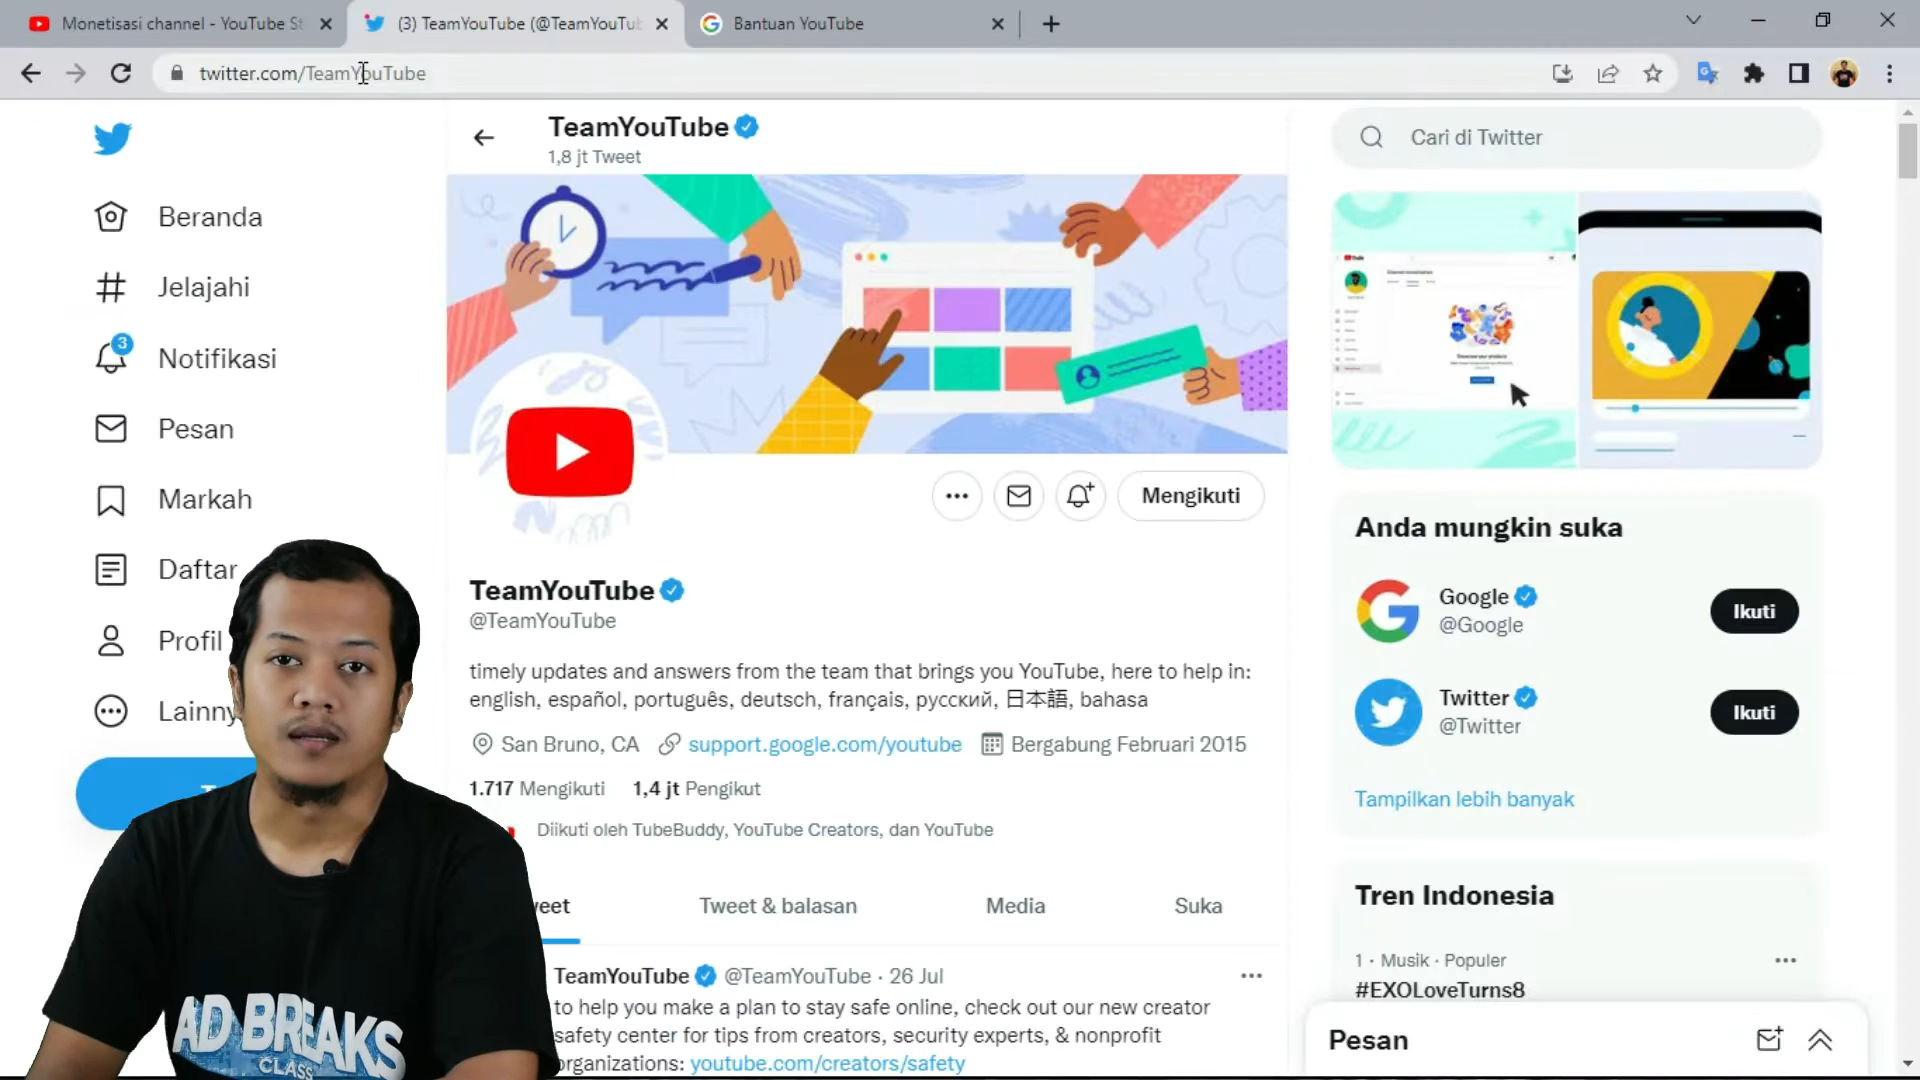 Monetisasi channel - YouTube St
(3) TeamYouTube (@TeamYouTub
Bantuan YouTube
twitter.com/TeamYouTube
TeamYouTube
1,8 jt Tweet
Cari di Twitter
Beranda
Jelajahi
3
Notifikasi
Pesan
Markah
Daftar
Profil
Lainny
Mengikuti
TeamYouTube
@TeamYouTube
timely updates and answers from the team that brings you YouTube, here to help in:
english, español, português, deutsch, français, русский, 日本語, bahasa
San Bruno, CA support.google.com/youtube Bergabung Februari 2015
1.717 Mengikuti 1,4 jt Pengikut
Diikuti oleh TubeBuddy, YouTube Creators, dan YouTube
weet
Tweet & balasan
Media
Suka
TeamYouTube @TeamYouTube · 26 Jul
to help you make a plan to stay safe online, check out our new creator
safety center for tips from creators, security experts, & nonprofit
organizations: youtube.com/creators/safety
Anda mungkin suka
Google
@Google
Ikuti
Twitter
@Twitter
Ikuti
Tampilkan lebih banyak
Tren Indonesia
1 · Musik · Populer
#EXOLoveTurns8
Pesan
AD BREAKS
CLASS